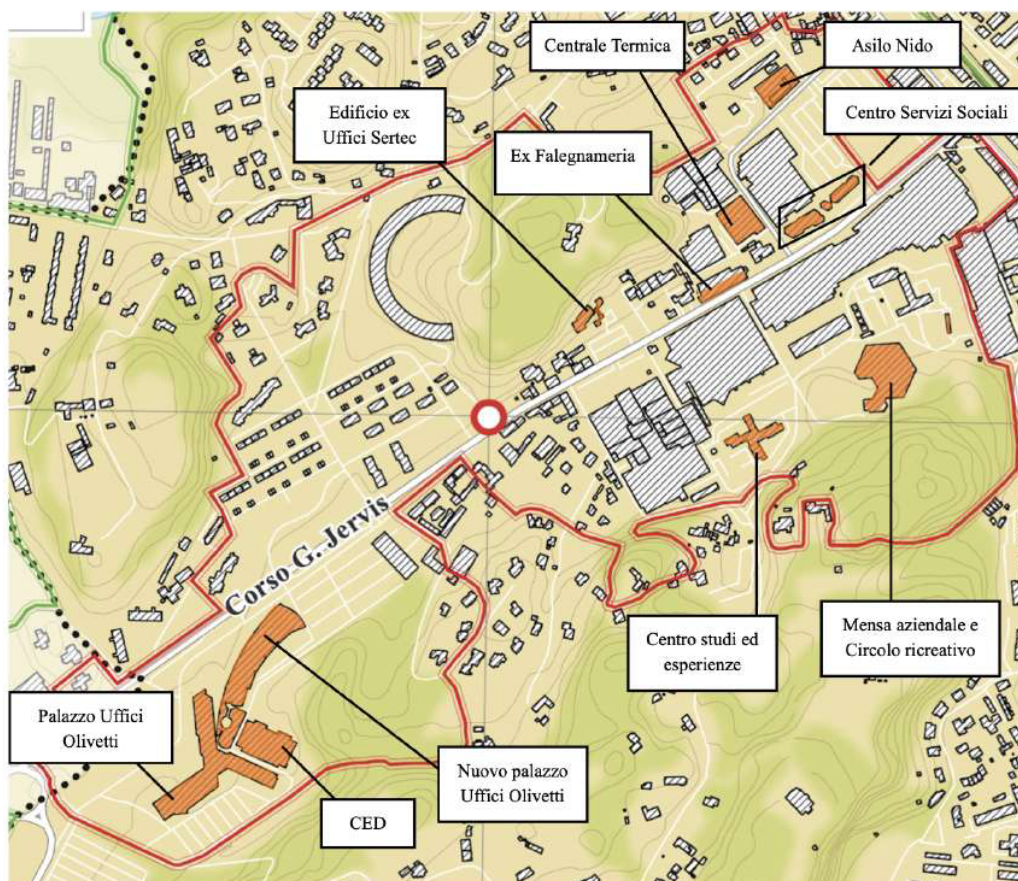 Centrale Termica
Asilo Nido
Edificio ex
Uffici Sertec
Ex Falegnameria
Centro Servizi Sociali
Corso G. Jervis
Centro studi ed
esperienze
Mensa aziendale e
Circolo ricreativo
Palazzo Uffici
Olivetti
Nuovo palazzo
Uffici Olivetti
CED